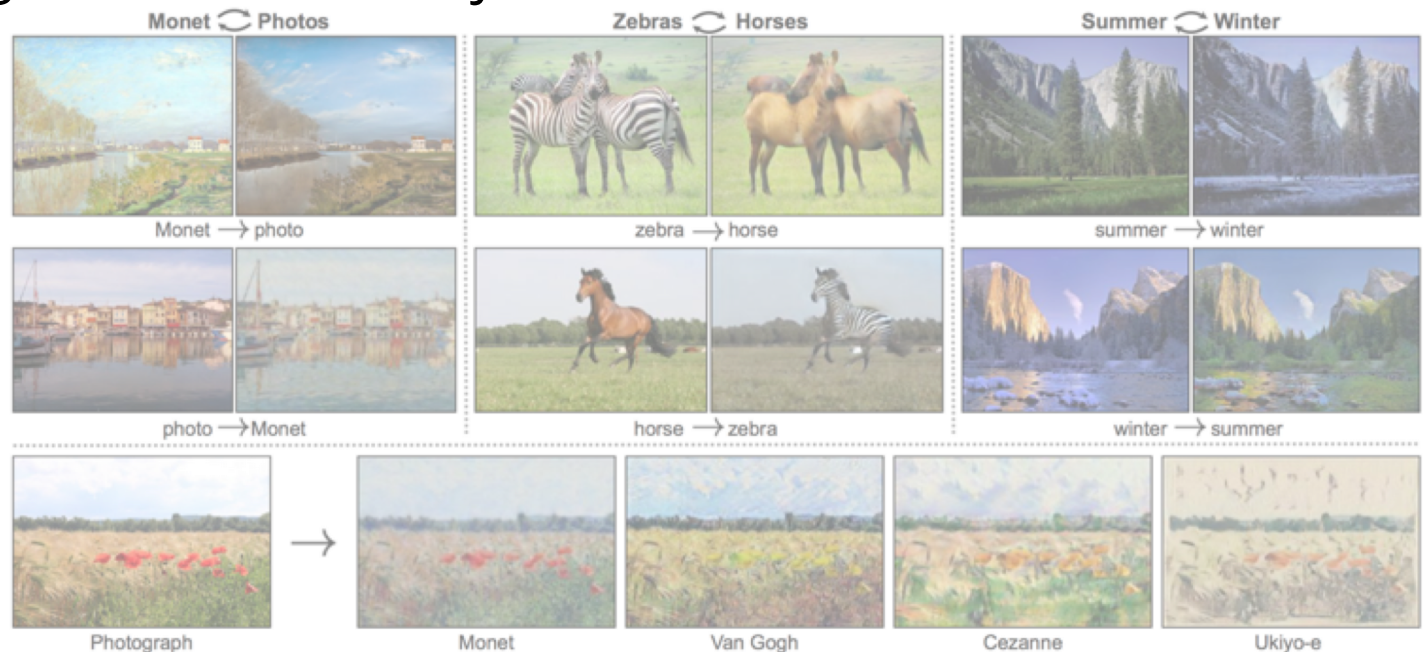 Monet Photos
Zebras Horses
Summer Winter
Monet → photo
zebra → horse
summer → winter
photo → Monet
horse → zebra
winter → summer
Photograph
Monet
Van Gogh
Cezanne
Ukiyo-e